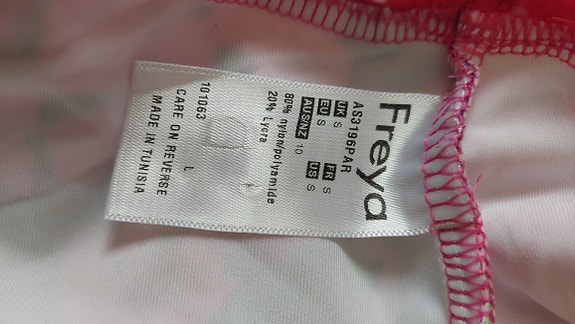 Freya
AS3196PAR
UK S FR S
EU S US S
AUS/NZ 10
80% nylon/polyamide
20% Lycra
L
101063
CARE ON REVERSE
MADE IN TUNISIA